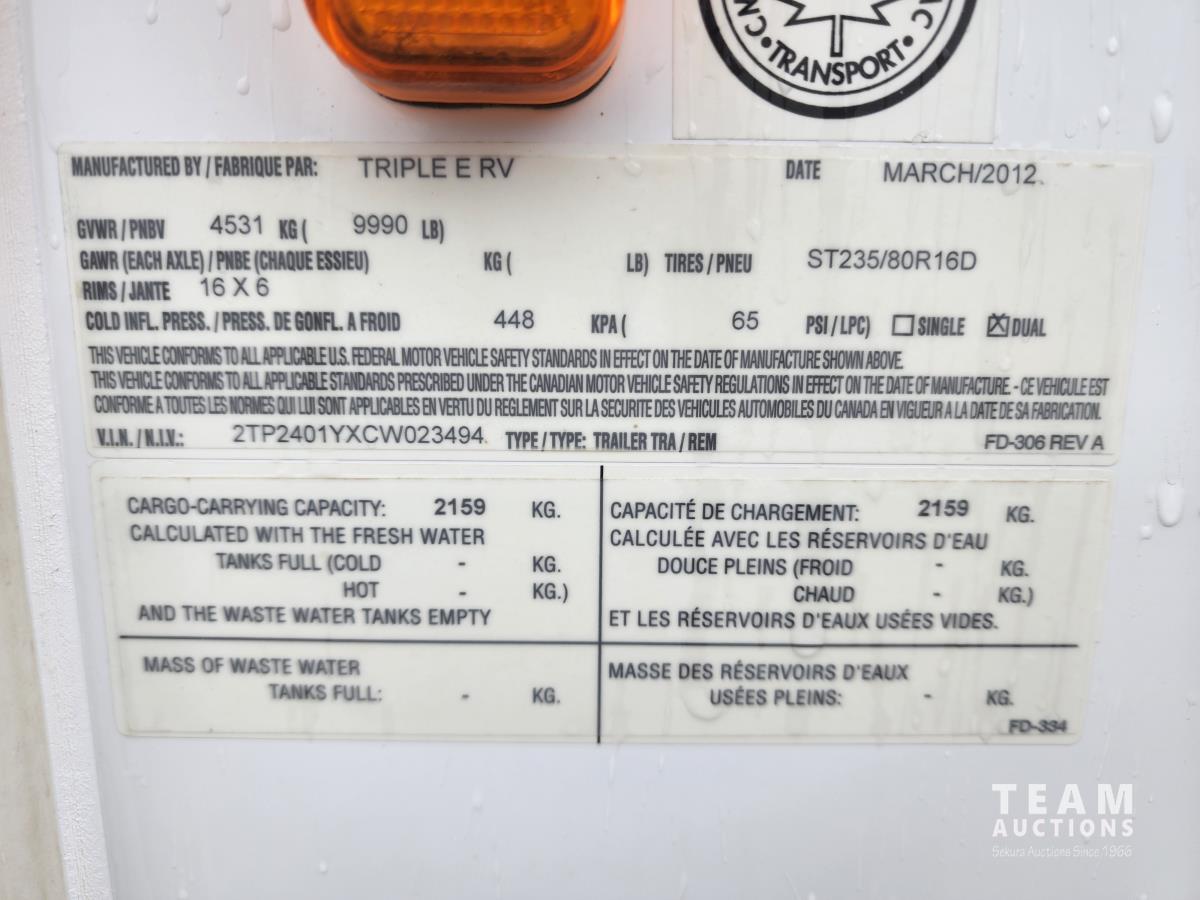 CM AC
• TRANSPORT •
MANUFACTURED BY / FABRIQUE PAR: TRIPLE E RV DATE MARCH/2012
GVWR / PNBV 4531 KG ( 9990 LB)
GAWR (EACH AXLE) / PNBE (CHAQUE ESSIEU) KG ( LB) TIRES / PNEU ST235/80R16D
RIMS / JANTE 16 X 6
COLD INFL. PRESS. / PRESS. DE GONFL. A FROID 448 KPA ( 65 PSI / LPC) ☐ SINGLE ☒ DUAL
THIS VEHICLE CONFORMS TO ALL APPLICABLE U.S. FEDERAL MOTOR VEHICLE SAFETY STANDARDS IN EFFECT ON THE DATE OF MANUFACTURE SHOWN ABOVE.
THIS VEHICLE CONFORMS TO ALL APPLICABLE STANDARDS PRESCRIBED UNDER THE CANADIAN MOTOR VEHICLE SAFETY REGULATIONS IN EFFECT ON THE DATE OF MANUFACTURE. - CE VEHICULE EST
CONFORME A TOUTES LES NORMES QUI LUI SONT APPLICABLES EN VERTU DU REGLEMENT SUR LA SECURITE DES VEHICULES AUTOMOBILES DU CANADA EN VIGUEUR A LA DATE DE SA FABRICATION.
V.I.N. / N.I.V.: 2TP2401YXCW023494 TYPE / TYPE: TRAILER TRA / REM FD-306 REV A
CARGO-CARRYING CAPACITY: 2159 KG.
CALCULATED WITH THE FRESH WATER
TANKS FULL (COLD - KG.
HOT - KG.)
AND THE WASTE WATER TANKS EMPTY
MASS OF WASTE WATER
TANKS FULL: - KG.
CAPACITÉ DE CHARGEMENT: 2159 KG.
CALCULÉE AVEC LES RÉSERVOIRS D'EAU
DOUCE PLEINS (FROID - KG.
CHAUD - KG.)
ET LES RÉSERVOIRS D'EAUX USÉES VIDES.
MASSE DES RÉSERVOIRS D'EAUX
USÉES PLEINS: - KG.
FD-334
TEAM
AUCTIONS
Sekura Auctions Since 1966